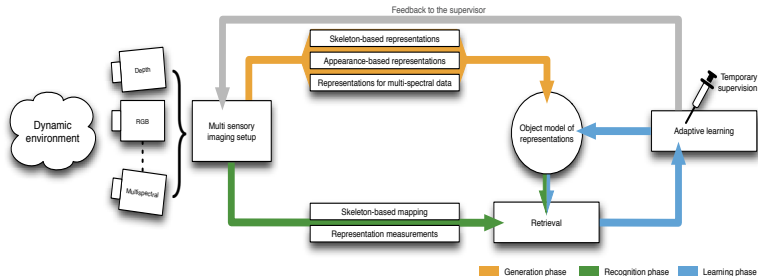 Feedback to the supervisor
Skeleton-based representations
Appearance-based representations
Representations for multi-spectral data
Depth
RGB
Multispectral
Dynamic
environment
Multi sensory
imaging setup
Object model of
representations
Temporary
supervision
Adaptive learning
Skeleton-based mapping
Representation measurements
Retrieval
Generation phase
Recognition phase
Learning phase